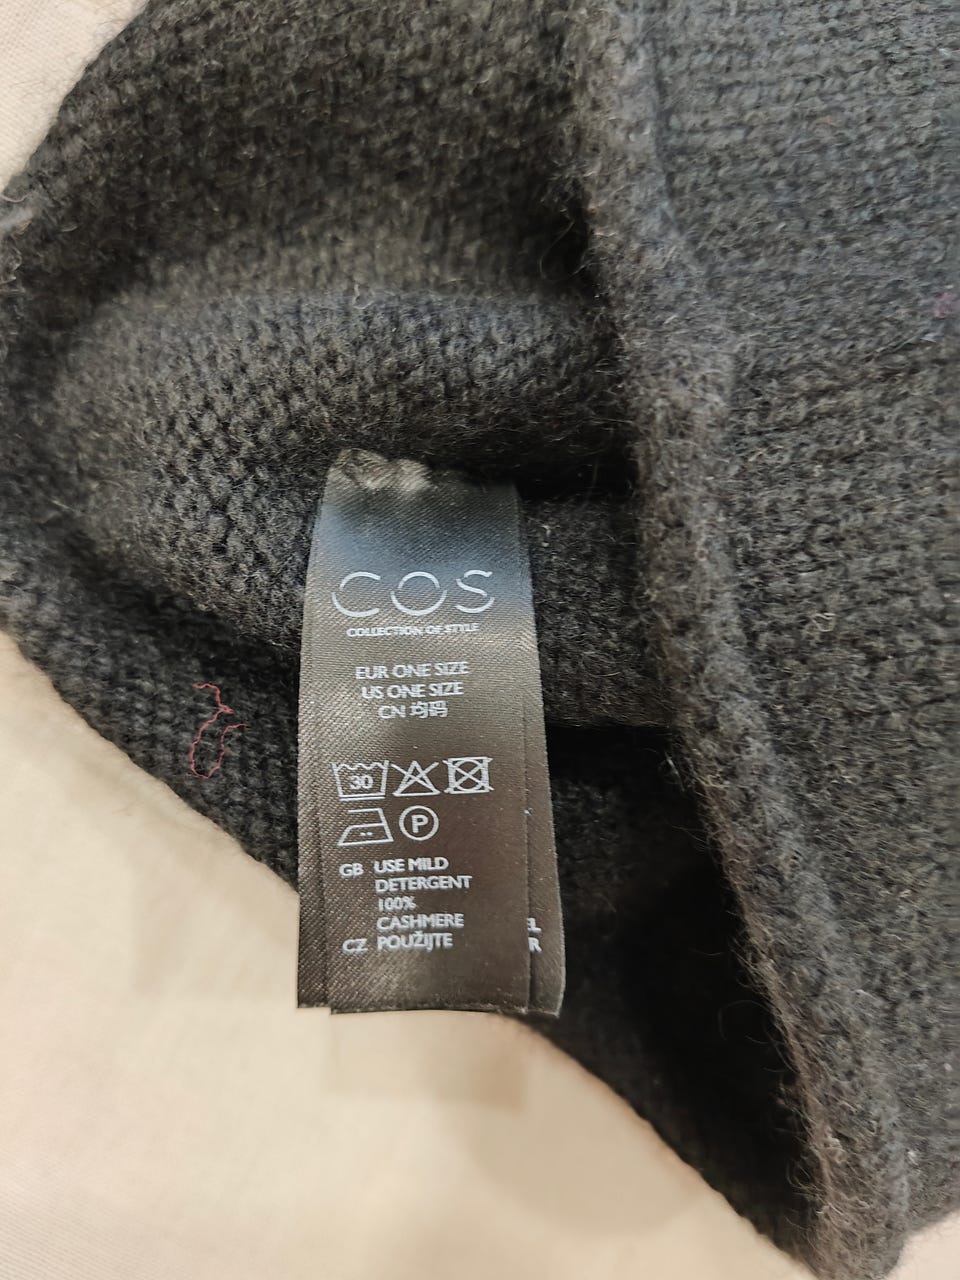 COS
COLLECTION OF STYLE
EUR ONE SIZE
US ONE SIZE
CN 均码
30
P
GB USE MILD
DETERGENT
100%
CASHMERE
CZ POUŽIJTE
EL
R